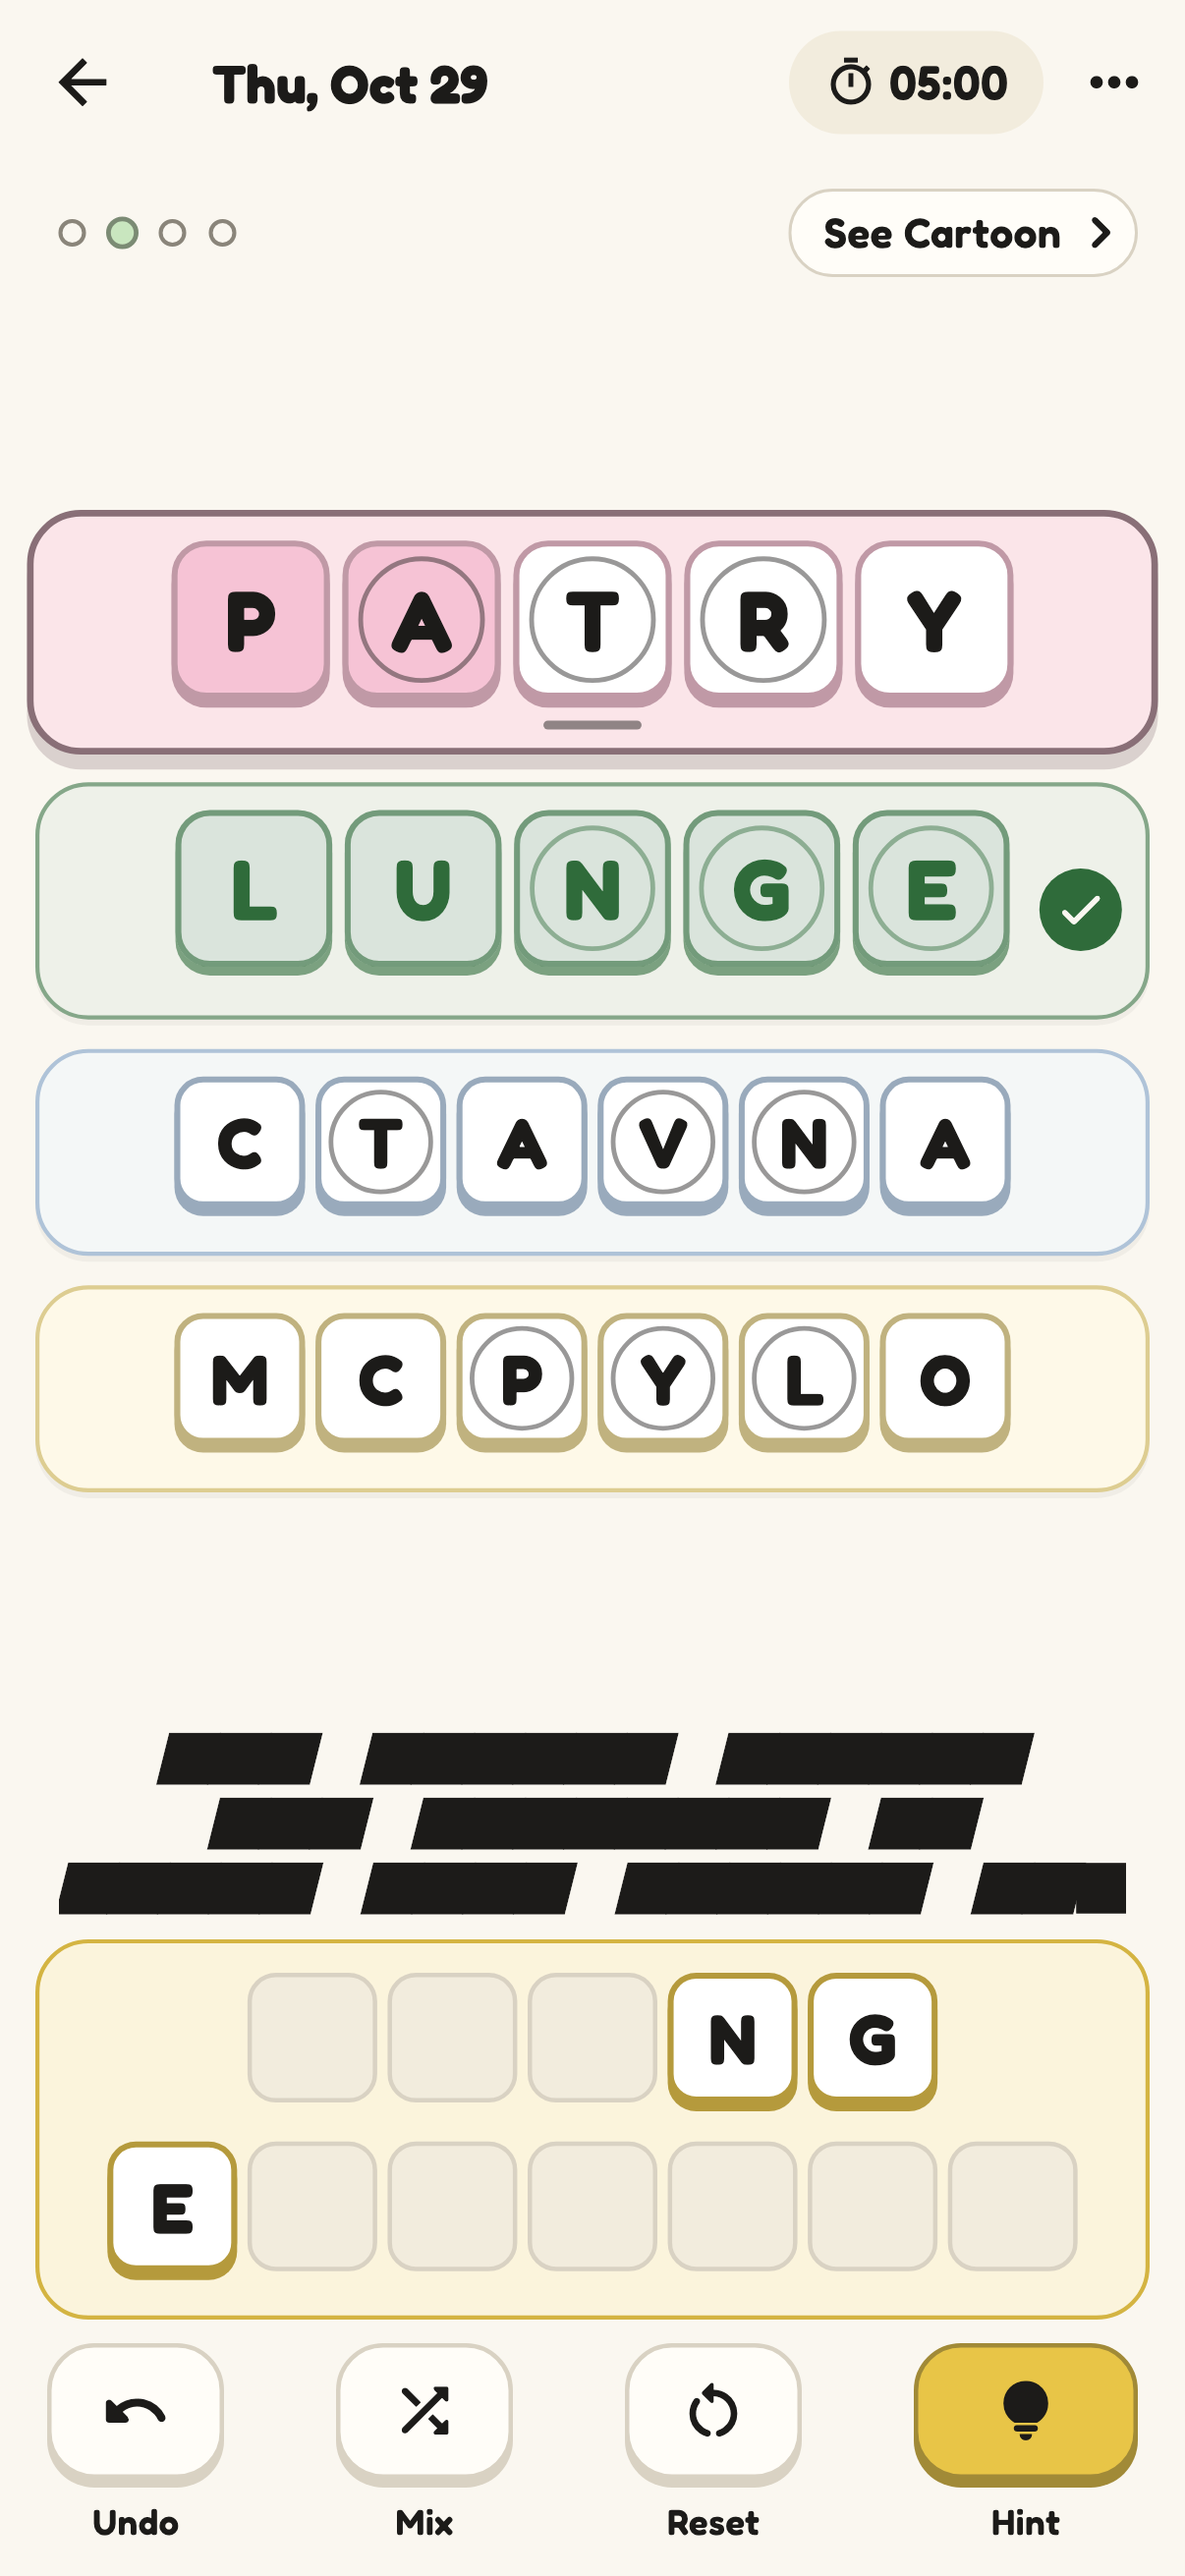 Thu, Oct 29
05:00
See Cartoon
P A T R Y
L U N G E
C T A V N A
M C P Y L O
N G
E
Undo Mix Reset Hint